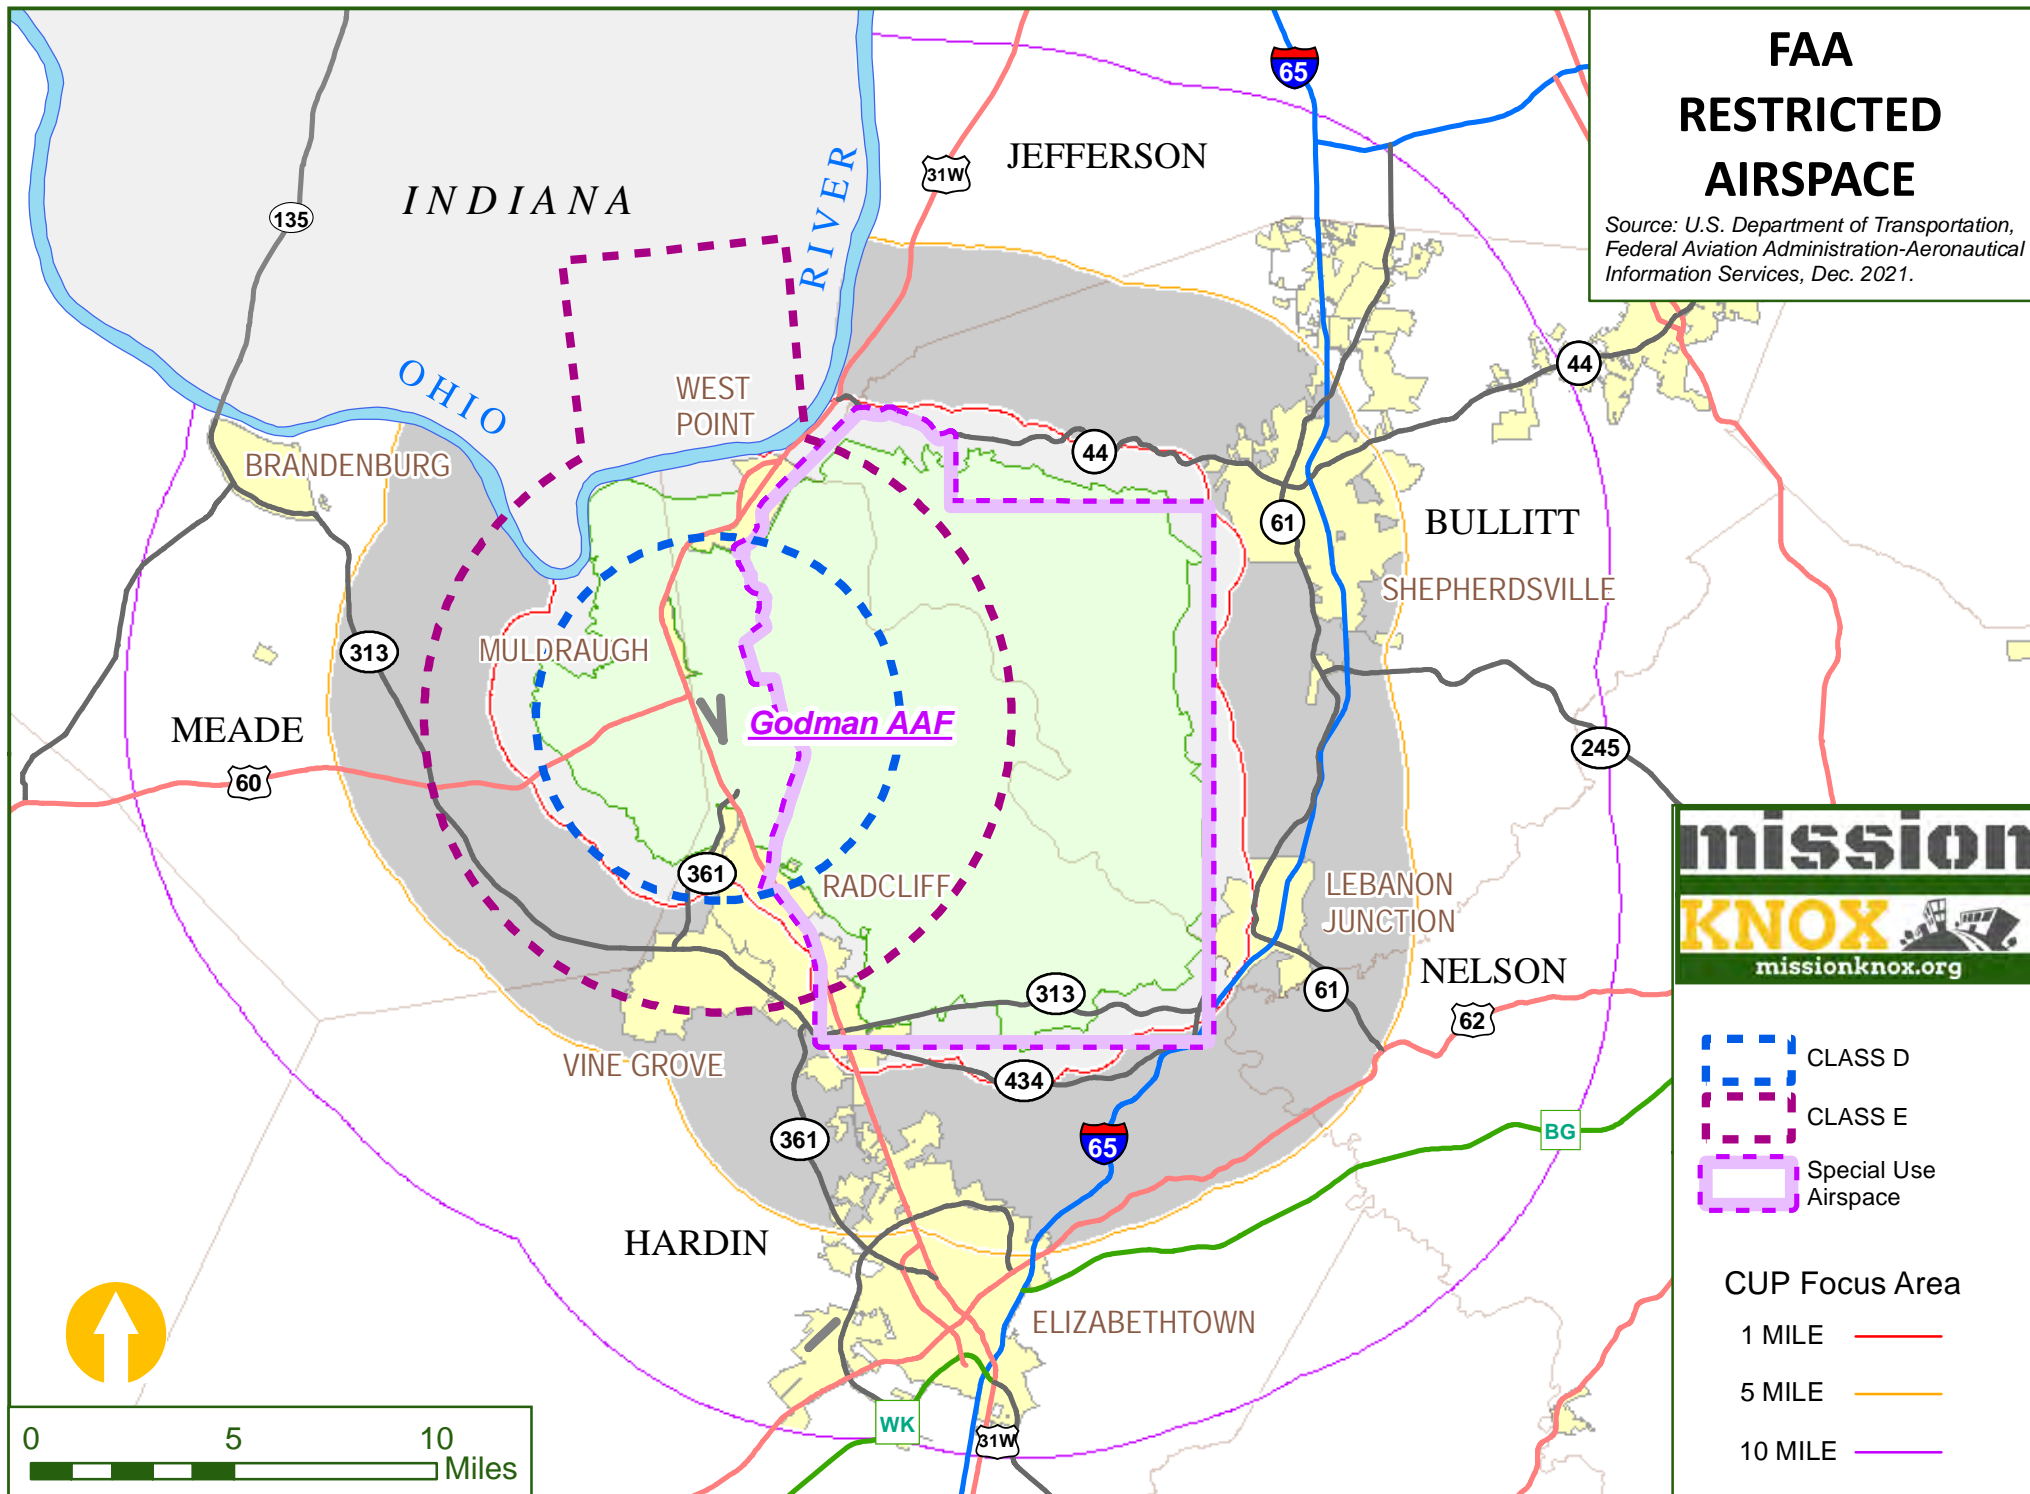 FAA
RESTRICTED
AIRSPACE
Source: U.S. Department of Transportation,
Federal Aviation Administration-Aeronautical
Information Services, Dec. 2021.
65
31W
JEFFERSON
INDIANA
135
RIVER
OHIO
WEST
POINT
44
BRANDENBURG
44
61
BULLITT
SHEPHERDSVILLE
MULDRAUGH
313
MEADE
Godman AAF
245
60
361
RADCLIFF
LEBANON
JUNCTION
NELSON
313
61
62
VINE GROVE
434
361
65
BG
HARDIN
ELIZABETHTOWN
WK
31W
mission
KNOX
missionknox.org
CLASS D
CLASS E
Special Use
Airspace
CUP Focus Area
1 MILE
5 MILE
10 MILE
0 5 10
Miles